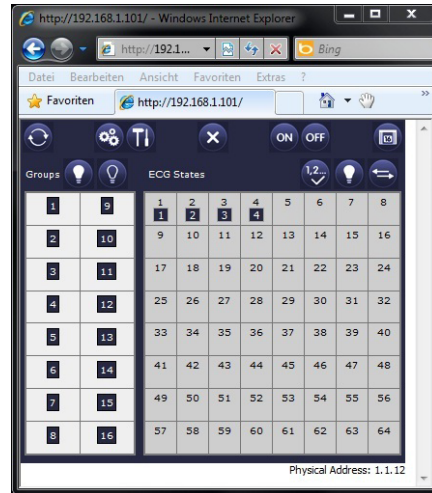 http://192.168.1.101/ - Windows Internet Explorer
http://192.1... Bing
Datei Bearbeiten Ansicht Favoriten Extras ?
Favoriten http://192.168.1.101/ »
ON OFF
Groups ECG States 1,2...
1 9 1 2 3 4 5 6 7 8
1 2 3 4
2 10 9 10 11 12 13 14 15 16
3 11 17 18 19 20 21 22 23 24
4 12 25 26 27 28 29 30 31 32
5 13 33 34 35 36 37 38 39 40
6 14 41 42 43 44 45 46 47 48
7 15 49 50 51 52 53 54 55 56
8 16 57 58 59 60 61 62 63 64
Physical Address: 1.1.12